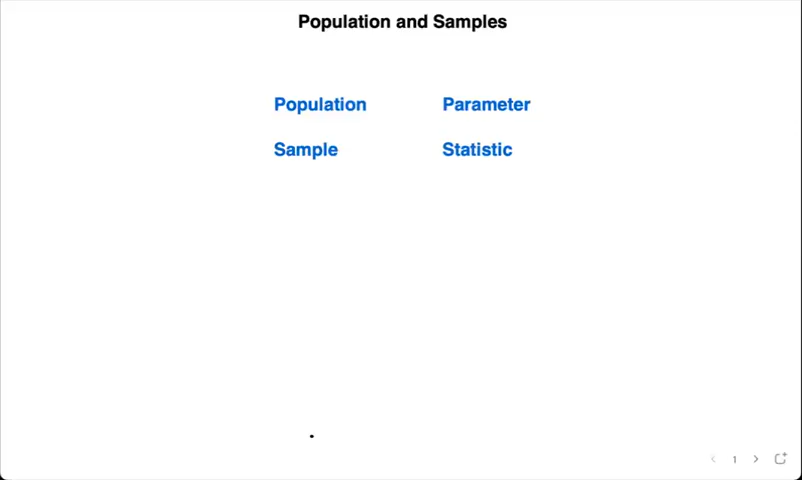 Population and Samples
Population Parameter
Sample Statistic
1